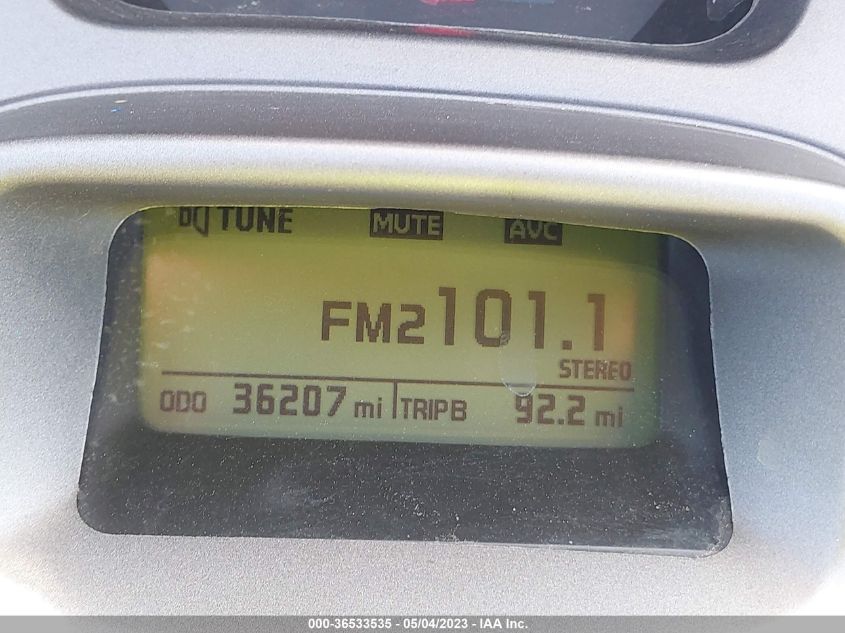 TUNE MUTE AVC
FM2 101.1
STEREO
ODO 36207 mi TRIPB 92.2 mi
000-36533535 - 05/04/2023 - IAA Inc.